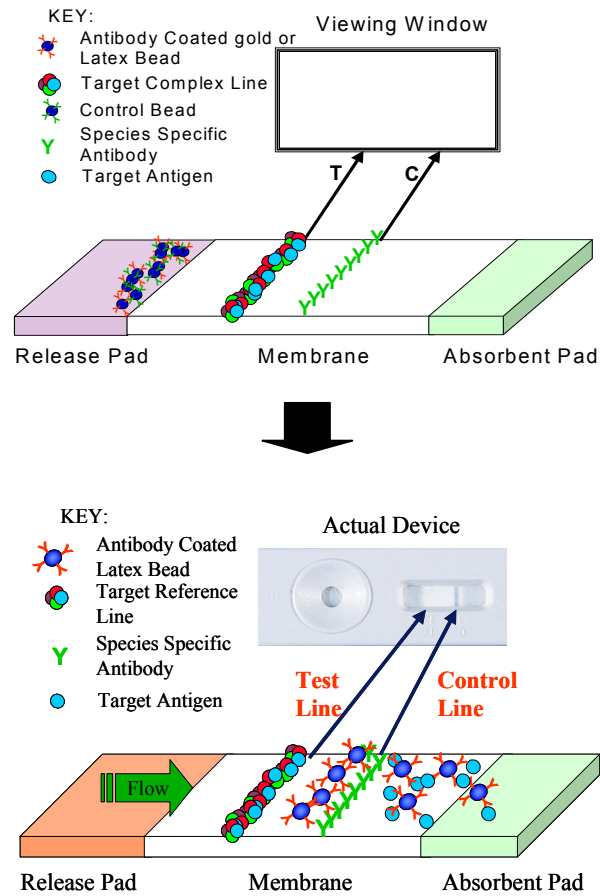 KEY:
Antibody Coated gold or
Latex Bead
Target Complex Line
Control Bead
Species Specific
Antibody
Target Antigen
Viewing Window
T
C
Release Pad
Membrane
Absorbent Pad
KEY:
Antibody Coated
Latex Bead
Target Reference
Line
Species Specific
Antibody
Target Antigen
Actual Device
Test
Line
Control
Line
Flow
Release Pad
Membrane
Absorbent Pad